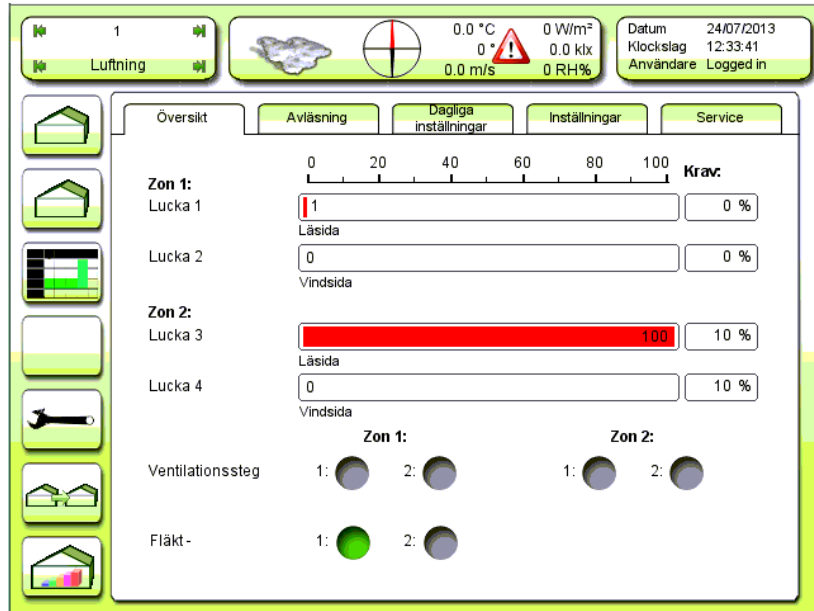 1
Luftning
0.0 °C
0 °
0.0 m/s
0 W/m²
0.0 klx
0 RH%
Datum 24/07/2013
Klockslag 12:33:41
Användare Logged in
Översikt
Avläsning
Dagliga
inställningar
Inställningar
Service
0 20 40 60 80 100
Krav:
Zon 1:
Lucka 1
1
0 %
Läsida
Lucka 2
0
0 %
Vindsida
Zon 2:
Lucka 3
100
10 %
Läsida
Lucka 4
0
10 %
Vindsida
Zon 1:
Zon 2:
Ventilationssteg 1: 2: 1: 2:
Fläkt- 1: 2: